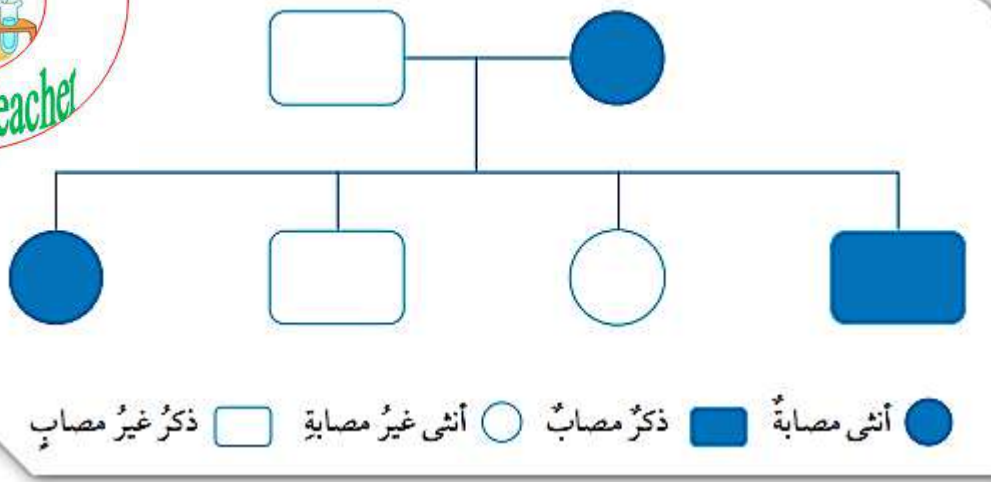 eacher
أنثى مصابةٌ ذكرٌ مصابٌ أنثى غيرُ مصابةِ ذكرُ غيرُ مصابٍ